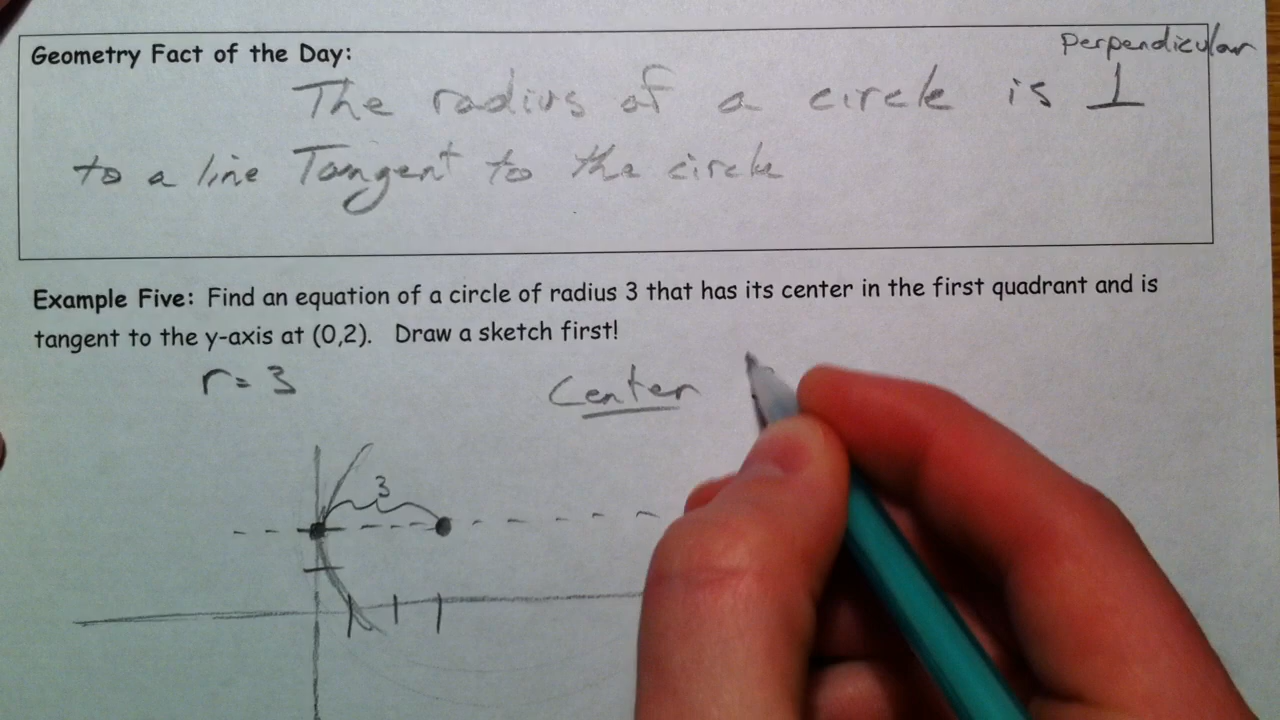 perpendicular
Geometry Fact of the Day:
The radius of a circle is ⊥
to a line Tangent to the circle
Example Five: Find an equation of a circle of radius 3 that has its center in the first quadrant and is
tangent to the y-axis at (0,2). Draw a sketch first!
r = 3
Center
3